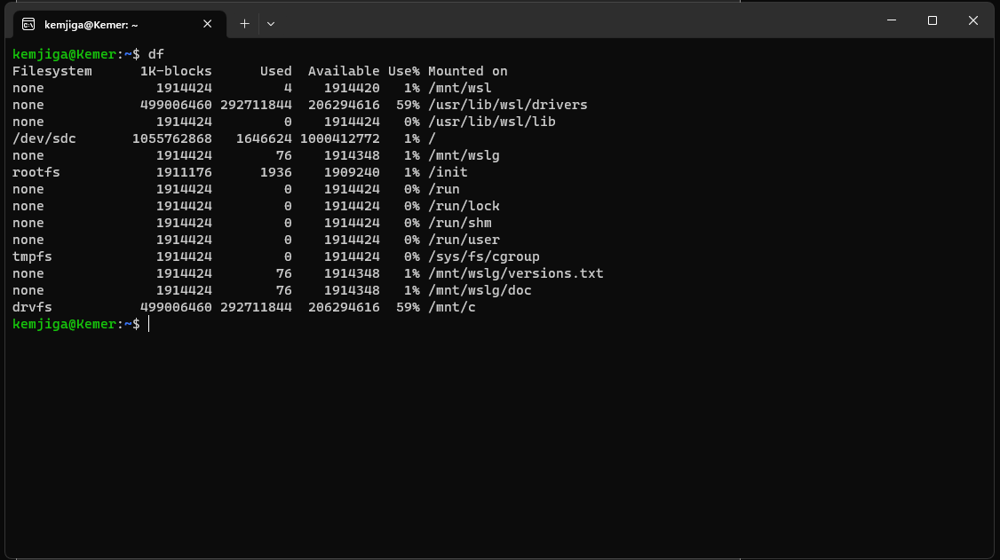 kemjiga@Kemer: ~
kemjiga@Kemer:~$ df
Filesystem      1K-blocks      Used  Available Use% Mounted on
none              1914424         4    1914420   1% /mnt/wsl
none            499006460 292711844  206294616  59% /usr/lib/wsl/drivers
none              1914424         0    1914424   0% /usr/lib/wsl/lib
/dev/sdc       1055762868   1646624 1000412772   1% /
none              1914424        76    1914348   1% /mnt/wslg
rootfs            1911176      1936    1909240   1% /init
none              1914424         0    1914424   0% /run
none              1914424         0    1914424   0% /run/lock
none              1914424         0    1914424   0% /run/shm
none              1914424         0    1914424   0% /run/user
tmpfs             1914424         0    1914424   0% /sys/fs/cgroup
none              1914424        76    1914348   1% /mnt/wslg/versions.txt
none              1914424        76    1914348   1% /mnt/wslg/doc
drvfs           499006460 292711844  206294616  59% /mnt/c
kemjiga@Kemer:~$